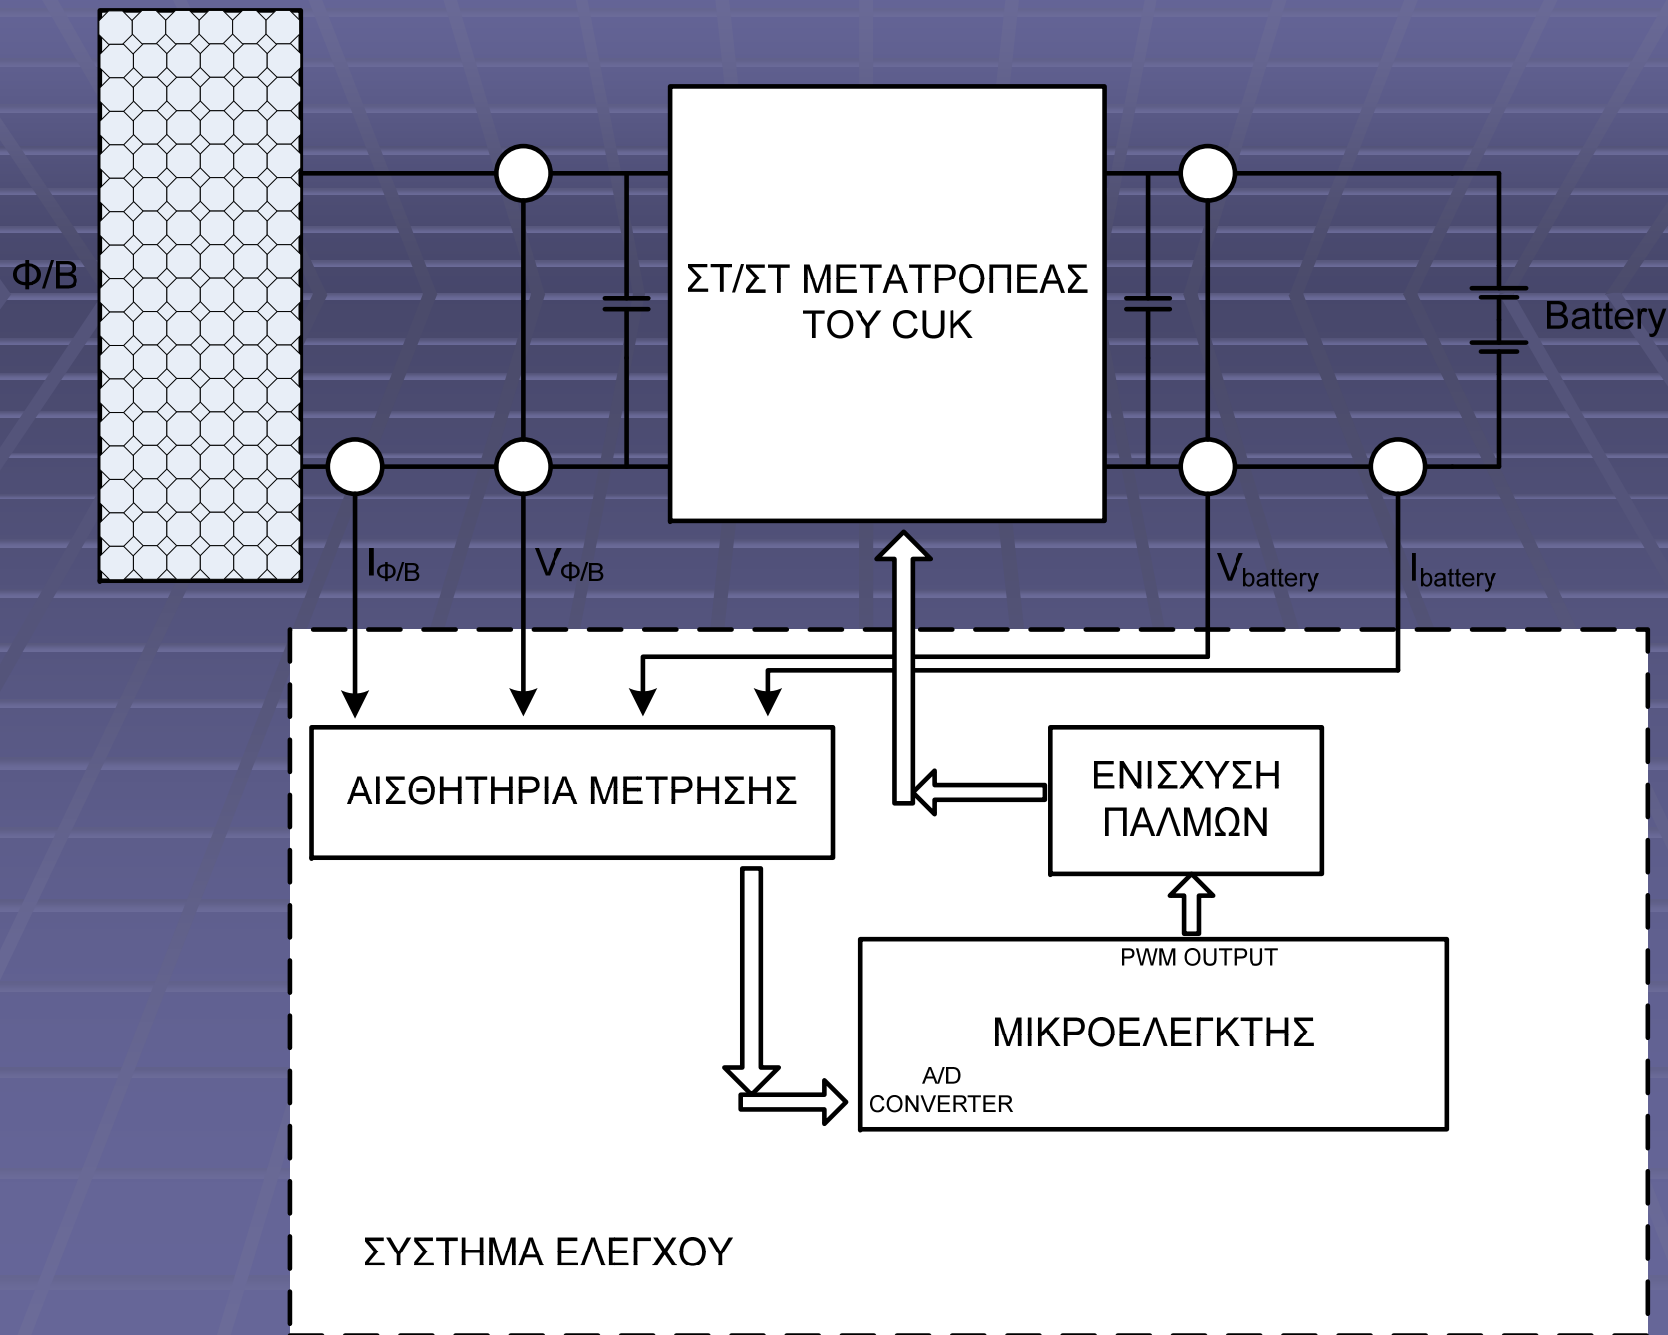 Φ/Β
ΣΤ/ΣΤ ΜΕΤΑΤΡΟΠΕΑΣ
ΤΟΥ CUK
Battery
IΦ/Β
VΦ/Β
Vbattery
Ibattery
ΑΙΣΘΗΤΗΡΙΑ ΜΕΤΡΗΣΗΣ
ΕΝΙΣΧΥΣΗ
ΠΑΛΜΩΝ
PWM OUTPUT
ΜΙΚΡΟΕΛΕΓΚΤΗΣ
A/D
CONVERTER
ΣΥΣΤΗΜΑ ΕΛΕΓΧΟΥ